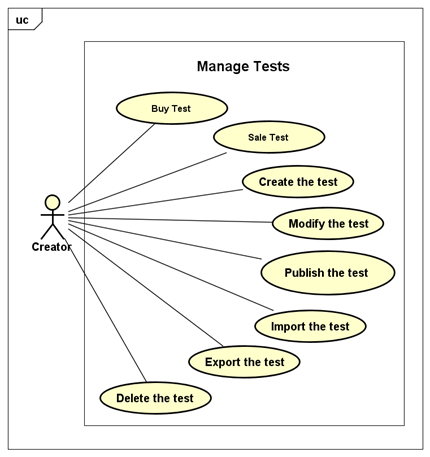 uc
Manage Tests
Buy Test
Sale Test
Create the test
Modify the test
Creator
Publish the test
Import the test
Export the test
Delete the test